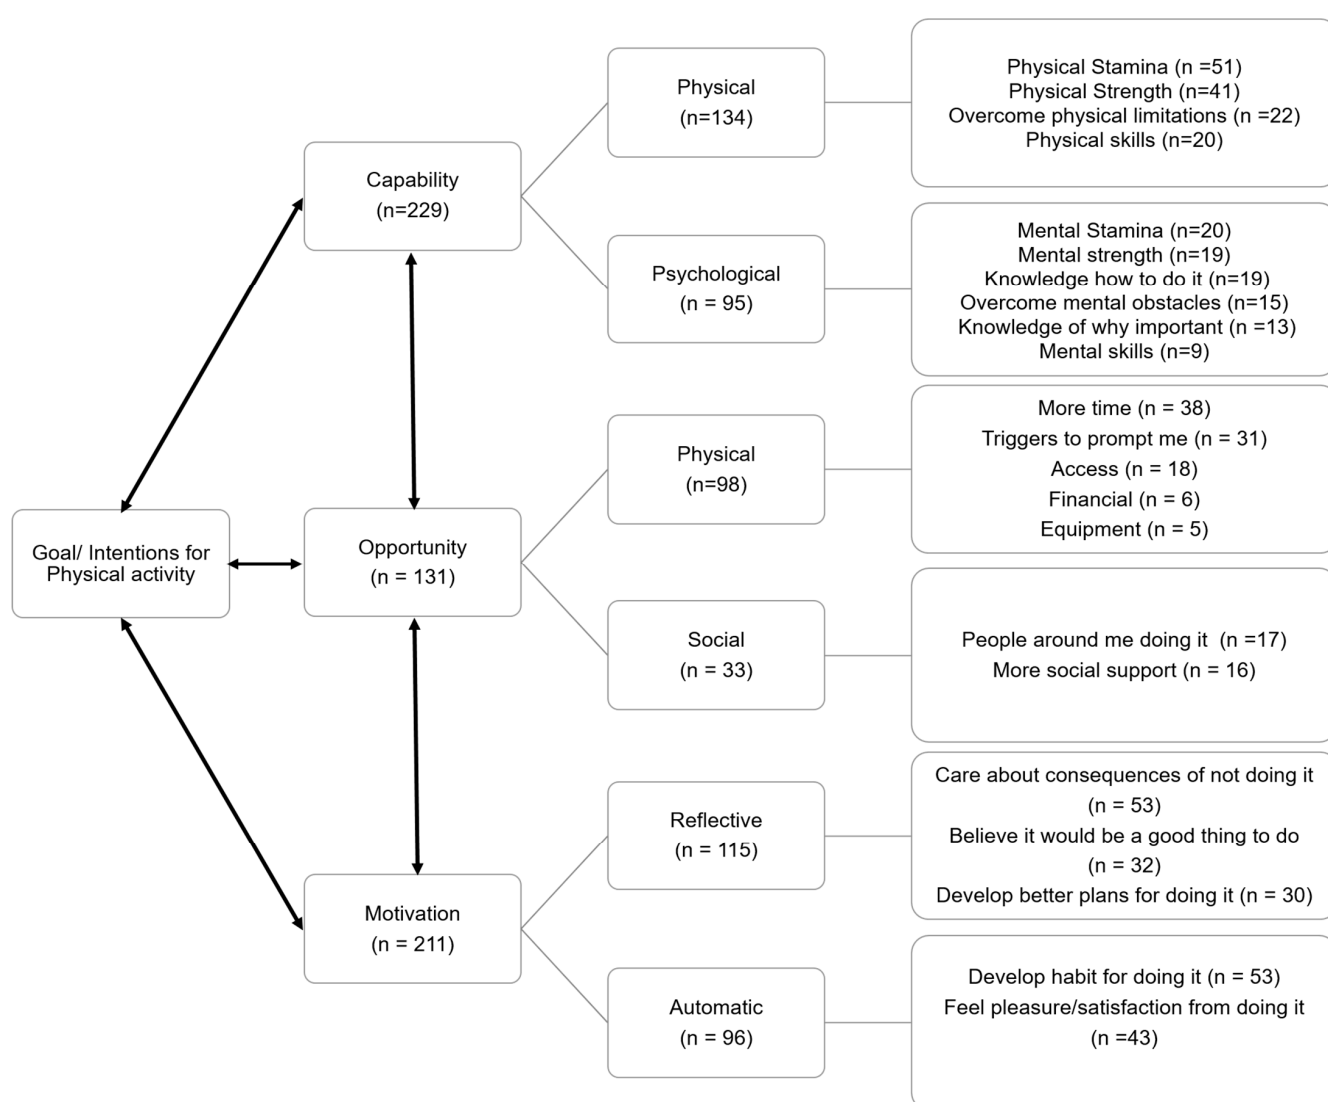 Goal/ Intentions for
Physical activity
Capability
(n=229)
Opportunity
(n = 131)
Motivation
(n = 211)
Physical
(n=134)
Psychological
(n = 95)
Physical
(n=98)
Social
(n = 33)
Reflective
(n = 115)
Automatic
(n = 96)
Physical Stamina (n =51)
Physical Strength (n=41)
Overcome physical limitations (n =22)
Physical skills (n=20)
Mental Stamina (n=20)
Mental strength (n=19)
Knowledge how to do it (n=19)
Overcome mental obstacles (n=15)
Knowledge of why important (n =13)
Mental skills (n=9)
More time (n = 38)
Triggers to prompt me (n = 31)
Access (n = 18)
Financial (n = 6)
Equipment (n = 5)
People around me doing it  (n =17)
More social support (n = 16)
Care about consequences of not doing it
(n = 53)
Believe it would be a good thing to do
(n = 32)
Develop better plans for doing it (n = 30)
Develop habit for doing it (n = 53)
Feel pleasure/satisfaction from doing it
(n =43)